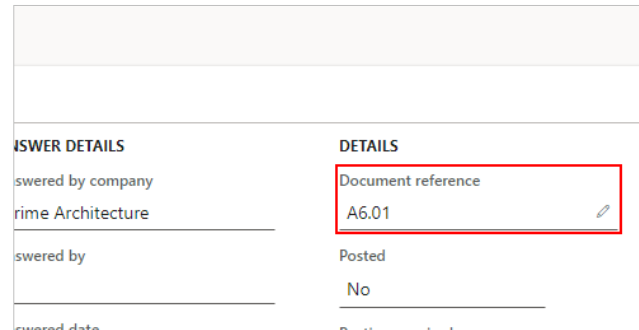 NSWER DETAILS
swered by company
rime Architecture
swered by
DETAILS
Document reference
A6.01
Posted
No